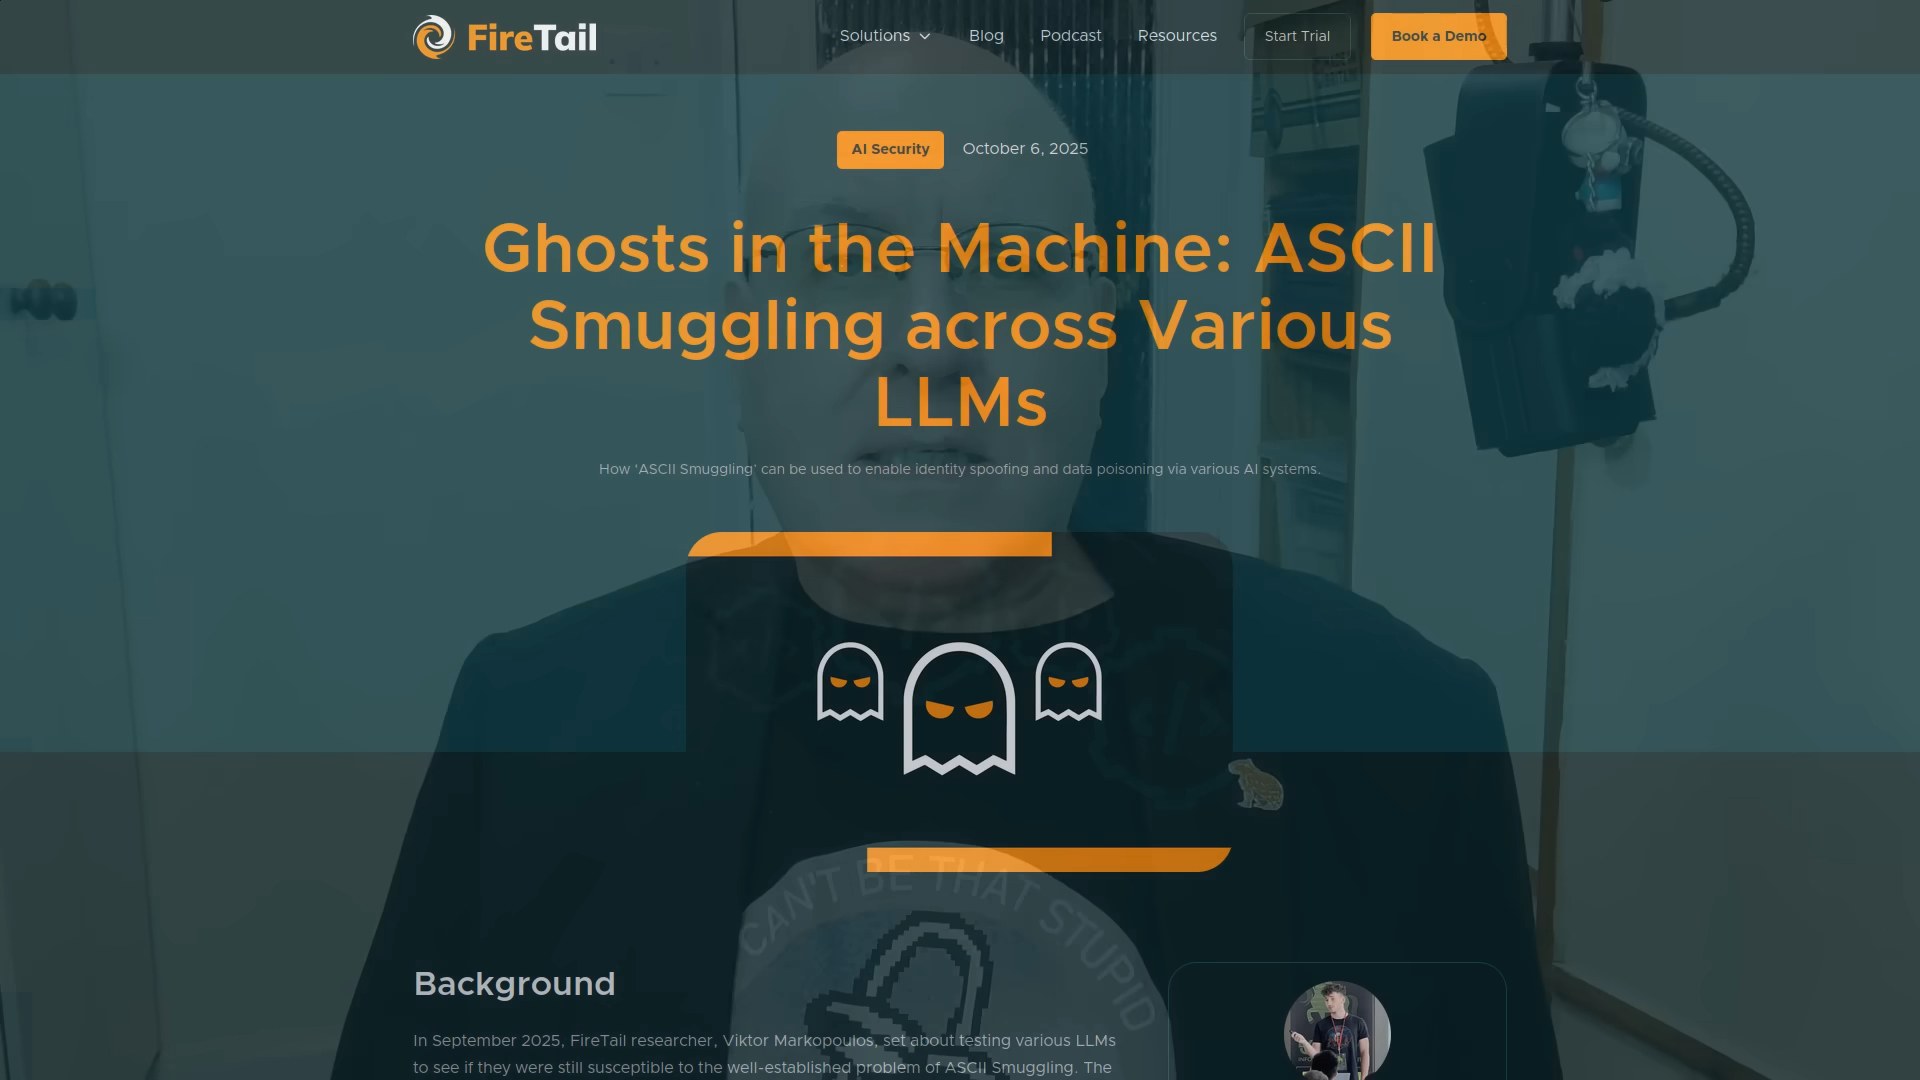 FireTail
Solutions Blog Podcast Resources Start Trial Book a Demo
AI Security October 6, 2025
Ghosts in the Machine: ASCII
Smuggling across Various
LLMs
How ‘ASCII Smuggling’ can be used to enable identity spoofing and data poisoning via various AI systems.
CAN'T BE THAT STUPID
Background
In September 2025, FireTail researcher, Viktor Markopoulos, set about testing various LLMs
to see if they were still susceptible to the well-established problem of ASCII Smuggling. The